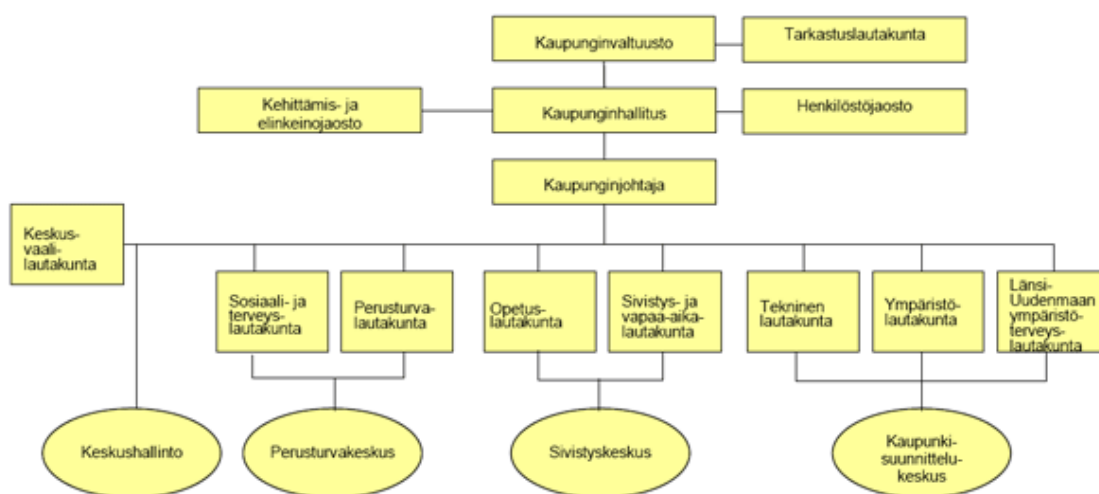 Kaupunginvaltuusto
Tarkastuslautakunta
Kehittämis- ja
elinkeinojaosto
Kaupunginhallitus
Henkilöstöjaosto
Kaupunginjohtaja
Keskus-
vaali-
lautakunta
Sosiaali- ja
terveys-
lautakunta
Perusturva-
lautakunta
Opetus-
lautakunta
Sivistys- ja
vapaa-aika-
lautakunta
Tekninen
lautakunta
Ympäristö-
lautakunta
Länsi-
Uudenmaan
ympäristö-
terveys-
lautakunta
Keskushallinto
Perusturvakeskus
Sivistyskeskus
Kaupunki-
suunnittelu-
keskus